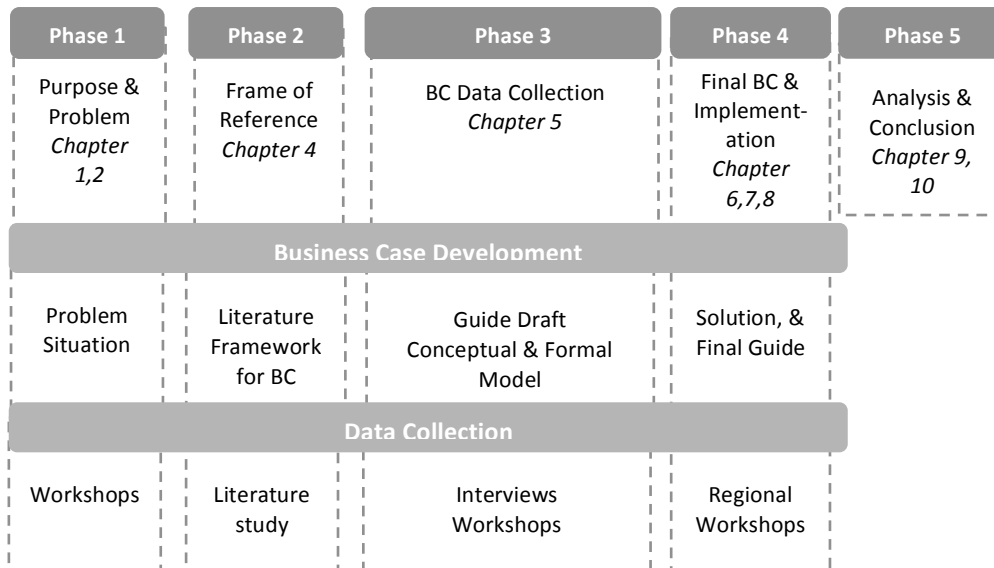 Phase 1
Phase 2
Phase 3
Phase 4
Phase 5
Purpose &
Problem
Chapter
1,2
Frame of
Reference
Chapter 4
BC Data Collection
Chapter 5
Final BC &
Implement-
ation
Chapter
6,7,8
Analysis &
Conclusion
Chapter 9,
10
Business Case Development
Problem
Situation
Literature
Framework
for BC
Guide Draft
Conceptual & Formal
Model
Solution, &
Final Guide
Data Collection
Workshops
Literature
study
Interviews
Workshops
Regional
Workshops